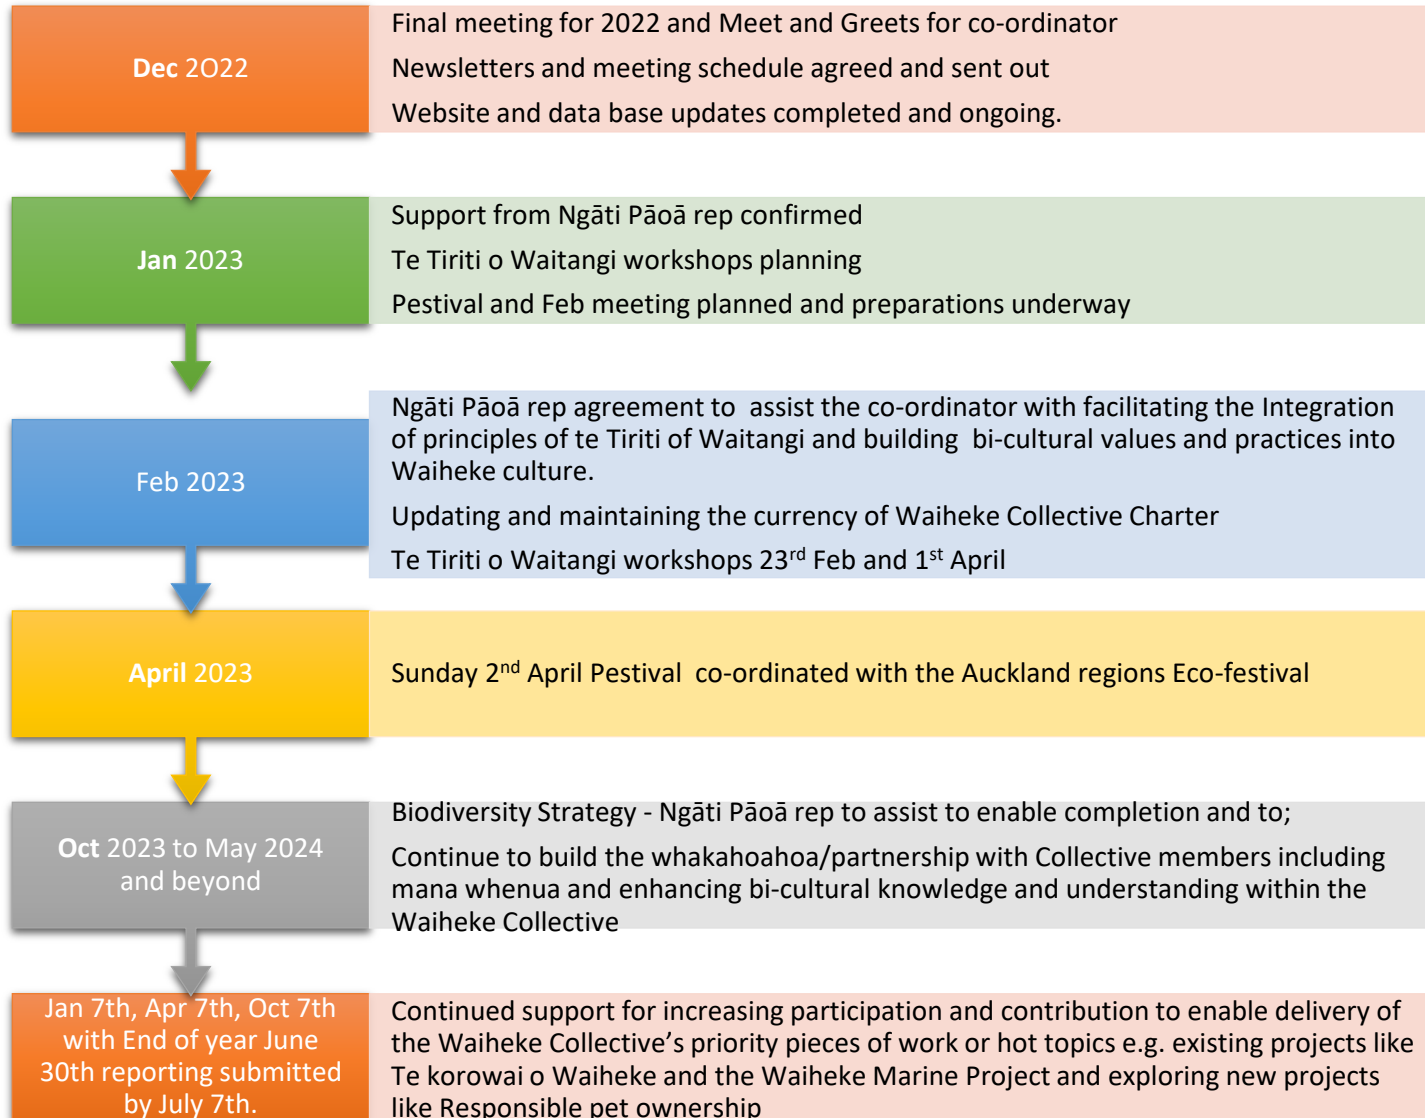 Dec 2O22
Final meeting for 2022 and Meet and Greets for co-ordinator
Newsletters and meeting schedule agreed and sent out
Website and data base updates completed and ongoing.
Jan 2023
Support from Ngāti Pāoā rep confirmed
Te Tiriti o Waitangi workshops planning
Pestival and Feb meeting planned and preparations underway
Feb 2023
Ngāti Pāoā rep agreement to  assist the co-ordinator with facilitating the Integration
of principles of te Tiriti of Waitangi and building  bi-cultural values and practices into
Waiheke culture.
Updating and maintaining the currency of Waiheke Collective Charter
Te Tiriti o Waitangi workshops 23rd Feb and 1st April
April 2023
Sunday 2nd April Pestival  co-ordinated with the Auckland regions Eco-festival
Oct 2023 to May 2024
and beyond
Biodiversity Strategy - Ngāti Pāoā rep to assist to enable completion and to;
Continue to build the whakahoahoa/partnership with Collective members including
mana whenua and enhancing bi-cultural knowledge and understanding within the
Waiheke Collective
Jan 7th, Apr 7th, Oct 7th
with End of year June
30th reporting submitted
by July 7th.
Continued support for increasing participation and contribution to enable delivery of
the Waiheke Collective's priority pieces of work or hot topics e.g. existing projects like
Te korowai o Waiheke and the Waiheke Marine Project and exploring new projects
like Responsible pet ownership